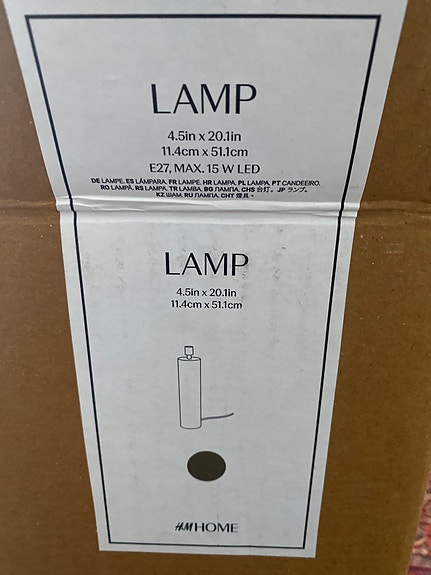 LAMP
4.5in x 20.1in
11.4cm x 51.1cm
E27, MAX. 15 W LED
DE LAMPE. ES LÁMPARA. FR LAMPE. HR LAMPA. PL LAMPA. PT CANDEEIRO.
RO LAMPĂ. RS LAMPA. TR LAMBA. BG ЛАМПА. CHS 台灯。JP ランプ。
KZ ШАМ. RU ЛАМПА. CHT 燈具。
LAMP
4.5in x 20.1in
11.4cm x 51.1cm
H&M HOME